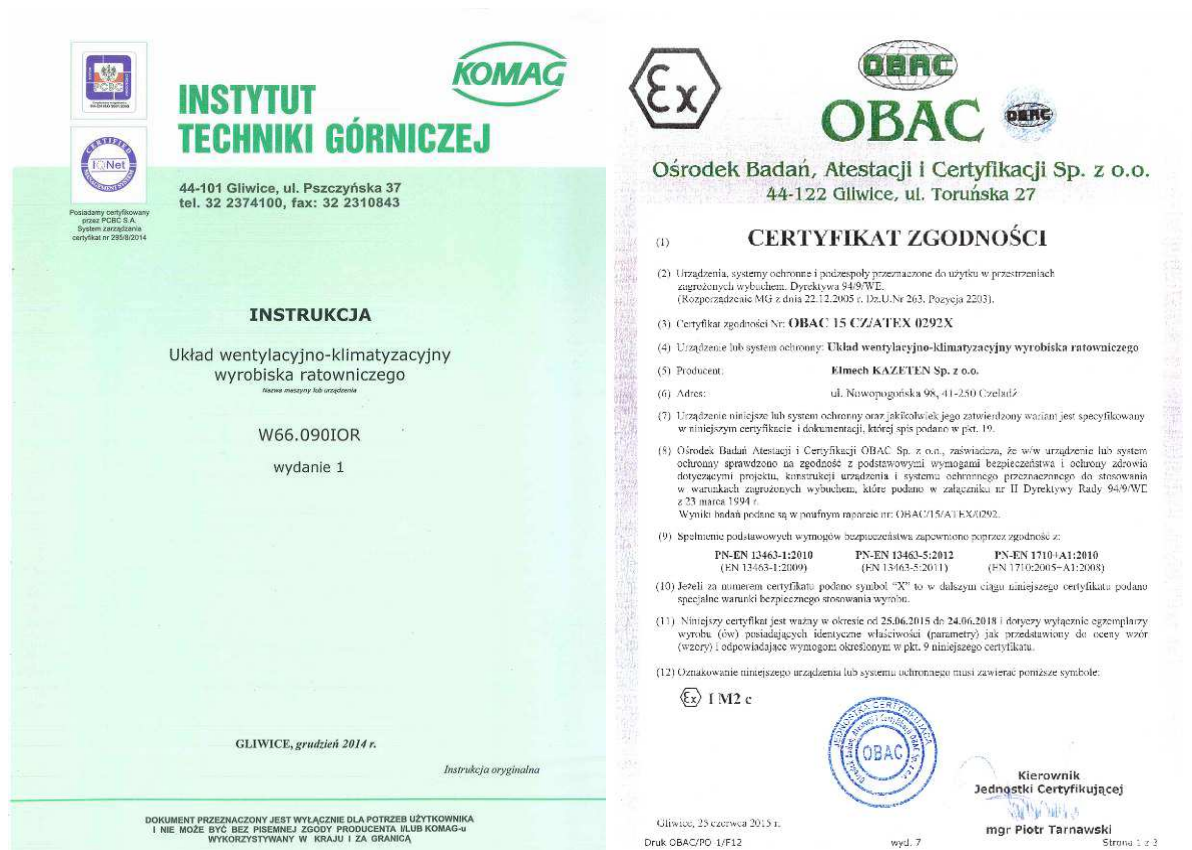 KOMAG
INSTYTUT
TECHNIKI GÓRNICZEJ
PCBC
CERTIFIED
IQNet
MANAGEMENT SYSTEM
44-101 Gliwice, ul. Pszczyńska 37
tel. 32 2374100, fax: 32 2310843
Posiadamy certyfikowany
przez PCBC S.A.
System zarządzania
certyfikat nr 295/8/2014
INSTRUKCJA
Układ wentylacyjno-klimatyzacyjny
wyrobiska ratowniczego
Nazwa maszyny lub urządzenia
W66.090IOR
wydanie 1
GLIWICE, grudzień 2014 r.
Instrukcja oryginalna
DOKUMENT PRZEZNACZONY JEST WYŁĄCZNIE DLA POTRZEB UŻYTKOWNIKA
I NIE MOŻE BYĆ BEZ PISEMNEJ ZGODY PRODUCENTA I/LUB KOMAG-u
WYKORZYSTYWANY W KRAJU I ZA GRANICĄ
Ex
OBAC
OBAC
OBAC
Ośrodek Badań, Atestacji i Certyfikacji Sp. z o.o.
44-122 Gliwice, ul. Toruńska 27
(1) CERTYFIKAT ZGODNOŚCI
(2) Urządzenia, systemy ochronne i podzespoły przeznaczone do użytku w przestrzeniach
zagrożonych wybuchem. Dyrektywa 94/9/WE.
(Rozporządzenie MG z dnia 22.12.2005 r. Dz.U.Nr 263, Pozycja 2203).
(3) Certyfikat zgodności Nr: OBAC 15 CZ/ATEX 0292X
(4) Urządzenie lub system ochronny: Układ wentylacyjno-klimatyzacyjny wyrobiska ratowniczego
(5) Producent: Elmech KAZETEN Sp. z o.o.
(6) Adres: ul. Nowopogońska 98, 41-250 Czeladź
(7) Urządzenie niniejsze lub system ochronny oraz jakikolwiek jego zatwierdzony wariant jest specyfikowany
w niniejszym certyfikacie i dokumentacji, której spis podano w pkt. 19.
(8) Ośrodek Badań Atestacji i Certyfikacji OBAC Sp. z o.o., zaświadcza, że w/w urządzenie lub system
ochronny sprawdzono na zgodność z podstawowymi wymogami bezpieczeństwa i ochrony zdrowia
dotyczącymi projektu, konstrukcji urządzenia i systemu ochronnego przeznaczonego do stosowania
w warunkach zagrożonych wybuchem, które podano w załączniku nr II Dyrektywy Rady 94/9/WE
z 23 marca 1994 r.
Wyniki badań podane są w poufnym raporcie nr: OBAC/15/ATEX/0292.
(9) Spełnienie podstawowych wymogów bezpieczeństwa zapewniono poprzez zgodność z:
PN-EN 13463-1:2010 PN-EN 13463-5:2012 PN-EN 1710+A1:2010
(EN 13463-1:2009) (EN 13463-5:2011) (EN 1710:2005+A1:2008)
(10) Jeżeli za numerem certyfikatu podano symbol "X" to w dalszym ciągu niniejszego certyfikatu podano
specjalne warunki bezpiecznego stosowania wyrobu.
(11) Niniejszy certyfikat jest ważny w okresie od 25.06.2015 do 24.06.2018 i dotyczy wyłącznie egzemplarzy
wyrobu (ów) posiadających identyczne właściwości (parametry) jak przedstawiony do oceny wzór
(wzory) i odpowiadające wymogom określonym w pkt. 9 niniejszego certyfikatu.
(12) Oznakowanie niniejszego urządzenia lub systemu ochronnego musi zawierać poniższe symbole:
Ex I M2 c
JEDNOSTKA CERTYFIKUJĄCA
OBAC
Kierownik
Jednostki Certyfikującej
mgr Piotr Tarnawski
Gliwice, 25 czerwca 2015 r.
Druk OBAC/PO-1/F12 wyd. 7 Strona 1 z 3